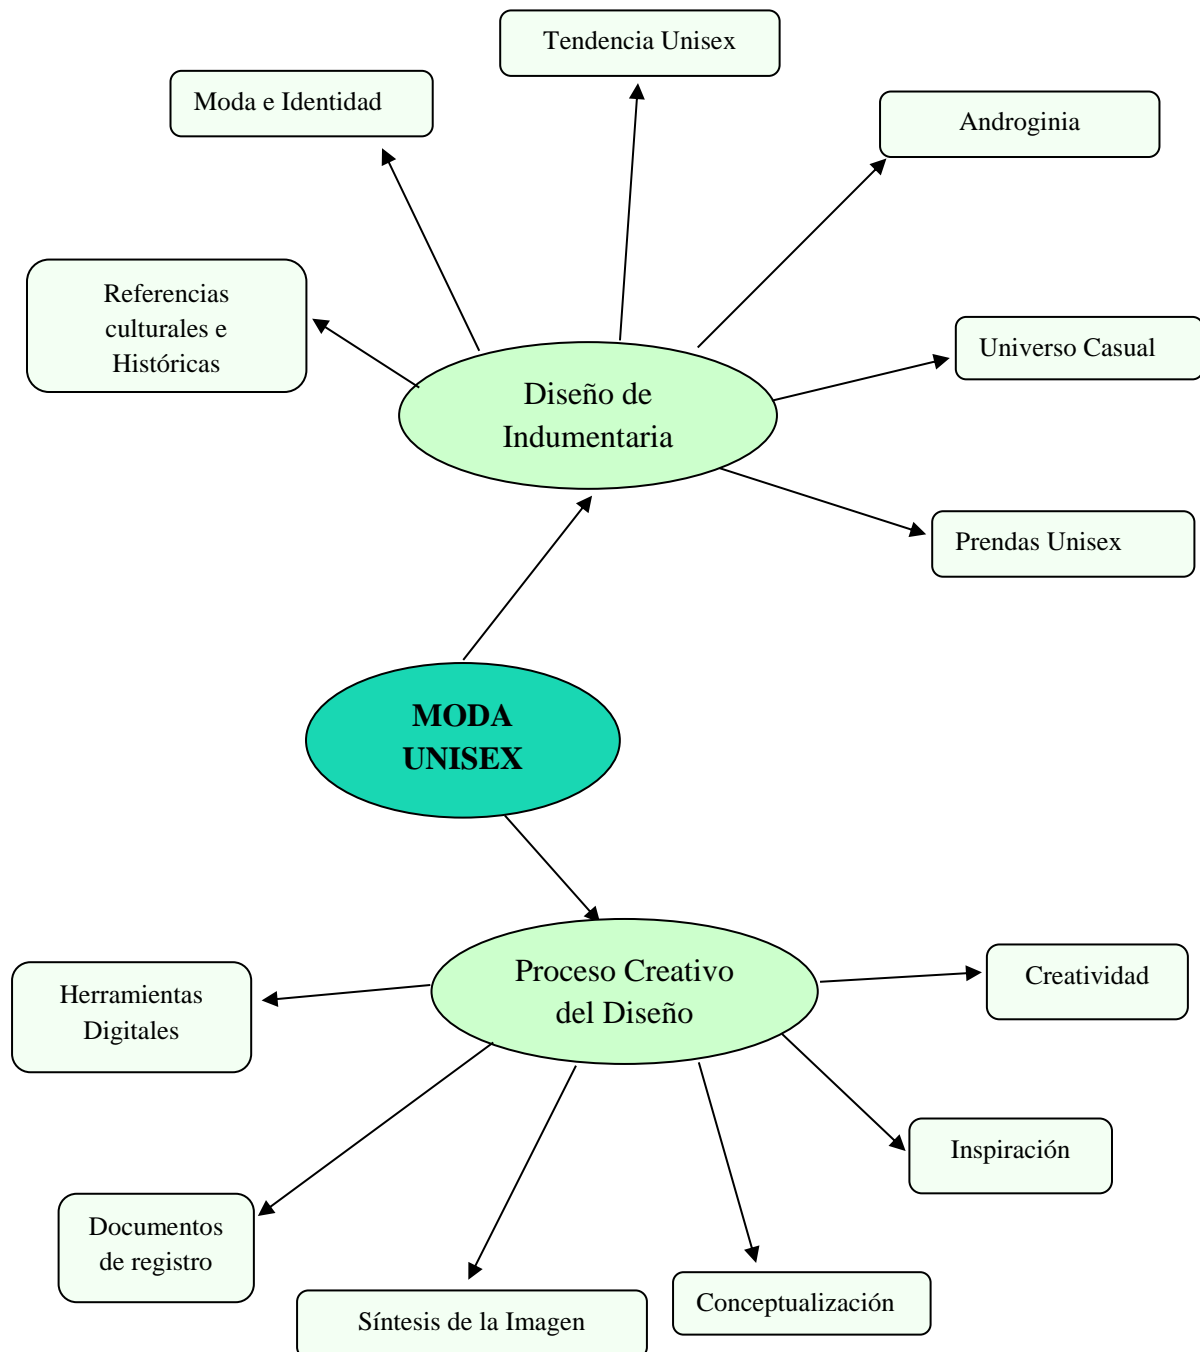 Tendencia Unisex
Moda e Identidad
Androginia
Referencias
culturales e
Históricas
Universo Casual
Diseño de
Indumentaria
Prendas Unisex
MODA
UNISEX
Proceso Creativo
del Diseño
Creatividad
Herramientas
Digitales
Inspiración
Documentos
de registro
Conceptualización
Síntesis de la Imagen